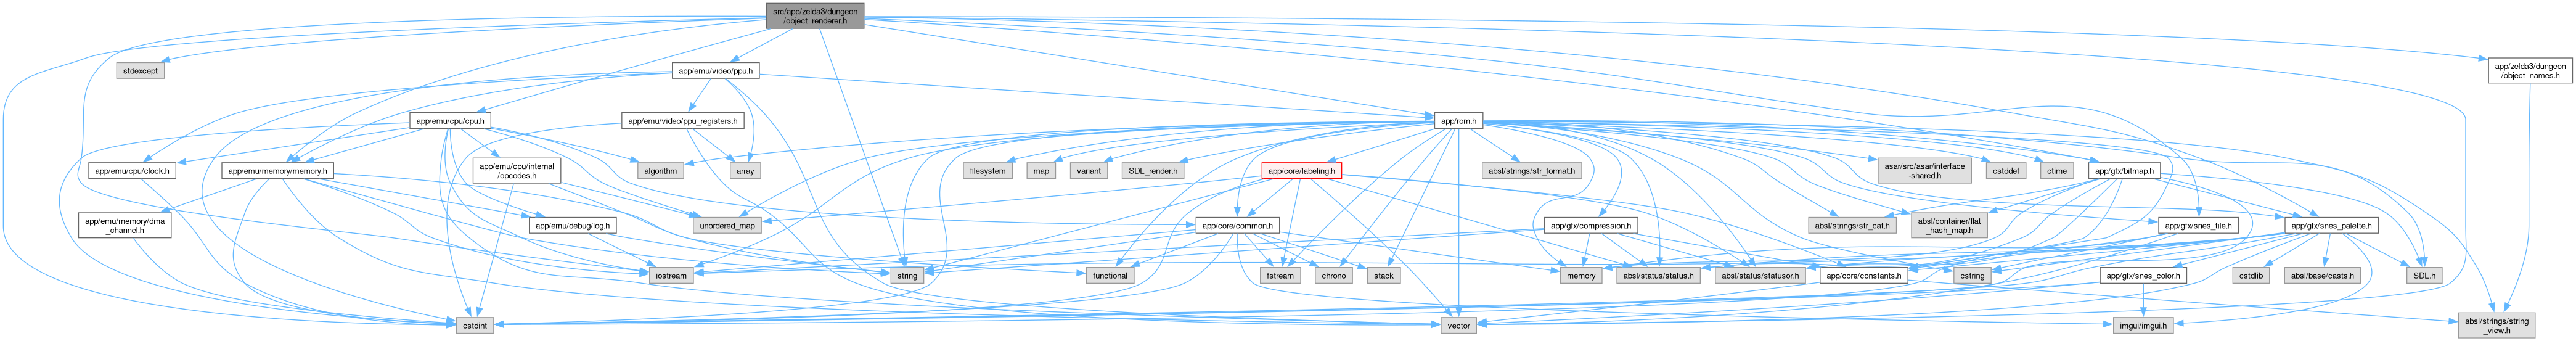 src/app/zelda3/dungeon
/object_renderer.h
stdexcept
app/emu/video/ppu.h
app/zelda3/dungeon
/object_names.h
app/emu/cpu/cpu.h
app/emu/video/ppu_registers.h
app/rom.h
app/emu/cpu/clock.h
app/emu/memory/memory.h
app/emu/cpu/internal
/opcodes.h
algorithm
array
filesystem
map
variant
SDL_render.h
app/core/labeling.h
absl/strings/str_format.h
asar/src/asar/interface
-shared.h
cstddef
ctime
app/gfx/bitmap.h
app/emu/memory/dma
_channel.h
app/emu/debug/log.h
unordered_map
app/core/common.h
app/gfx/compression.h
absl/strings/str_cat.h
absl/container/flat
_hash_map.h
app/gfx/snes_tile.h
app/gfx/snes_palette.h
iostream
string
functional
fstream
chrono
stack
memory
absl/status/status.h
absl/status/statusor.h
app/core/constants.h
cstring
app/gfx/snes_color.h
cstdlib
absl/base/casts.h
SDL.h
cstdint
vector
imgui/imgui.h
absl/strings/string
_view.h